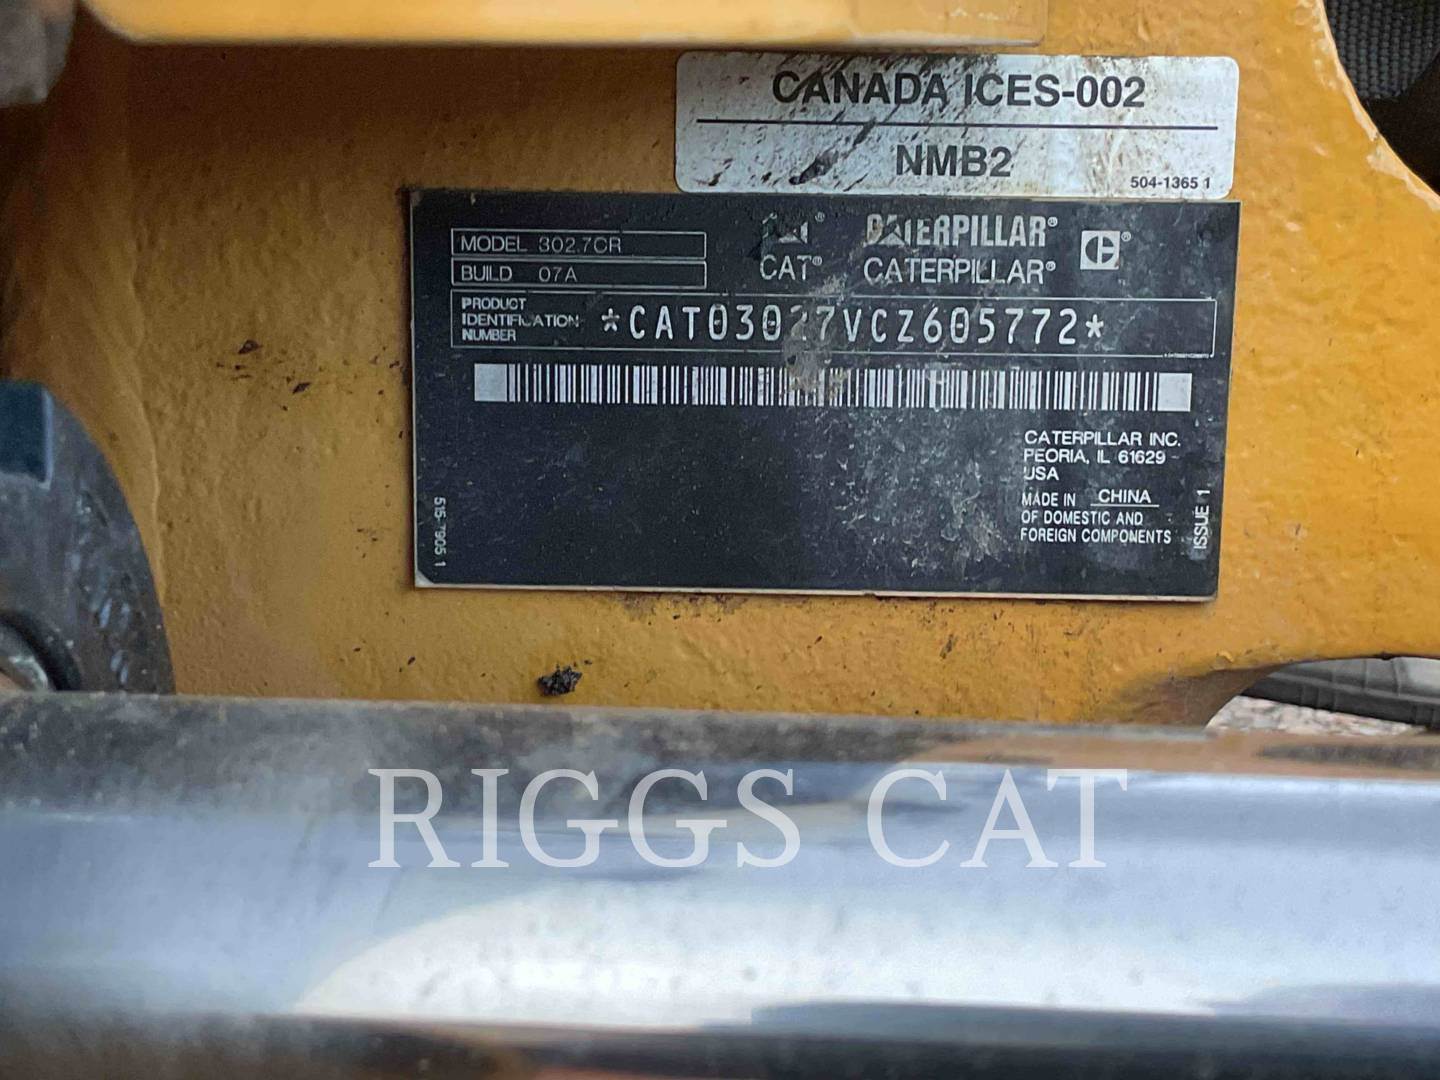 CANADA ICES-002
NMB2
504-1365 1
MODEL 302.7CR
BUILD 07A
CAT®
CAT®
CATERPILLAR®
CATERPILLAR®
PRODUCT
IDENTIFICATION
NUMBER
*CAT03027VCZ605772*
CATERPILLAR INC.
PEORIA, IL 61629
USA
MADE IN CHINA
OF DOMESTIC AND
FOREIGN COMPONENTS
515-7905 1
ISSUE 1
RIGGS CAT